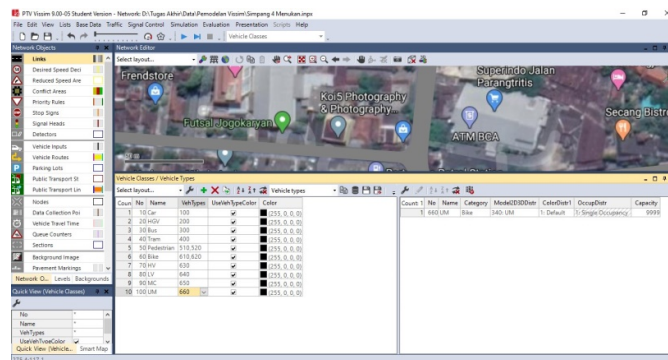 PTV Vissim 9.00-05 Student Version - Network: D:\Tugas Akhir\Data\Pemodelan Vissim\Simpang 4 Menukan.inpx
File Edit View Lists Base Data Traffic Signal Control Simulation Evaluation Presentation Scripts Help
Vehicle Classes
Network Objects
Network Editor
Links
Desired Speed Deci
Reduced Speed Are
Conflict Areas
Priority Rules
Stop Signs
Signal Heads
Detectors
Vehicle Inputs
Vehicle Routes
Parking Lots
Public Transport St
Public Transport Lin
Nodes
Data Collection Poi
Vehicle Travel Time
Queue Counters
Sections
Background Image
Pavement Markings
Network O... Levels Backgrounds
Quick View (Vehicle Classes)
No
Name
VehTypes
UseVehTypeColor
Quick View (Vehicle... Smart Map
Select layout...
Frendstore
Futsal Jogokaryan
Koi5 Photography
& Photography...
Superindo Jalan
Parangtritis
ATM BCA
Secang Bistro
Vehicle Classes / Vehicle Types
Select layout... Vehicle types
Coun No Name VehTypes UseVehTypeColor Color
1 10 Car 100 (255, 0, 0, 0)
2 20 HGV 200 (255, 0, 0, 0)
3 30 Bus 300 (255, 0, 0, 0)
4 40 Tram 400 (255, 0, 0, 0)
5 50 Pedestrian 510,520 (255, 0, 0, 0)
6 60 Bike 610,620 (255, 0, 0, 0)
7 70 HV 630 (255, 0, 0, 0)
8 80 LV 640 (255, 0, 0, 0)
9 90 MC 650 (255, 0, 0, 0)
10 100 UM 660 (255, 0, 0, 0)
Count: 1 No Name Category Model2D3DDistr ColorDistr1 OccupDistr Capacity
1 660 UM Bike 340: UM 1: Default 1: Single Occupancy 9999